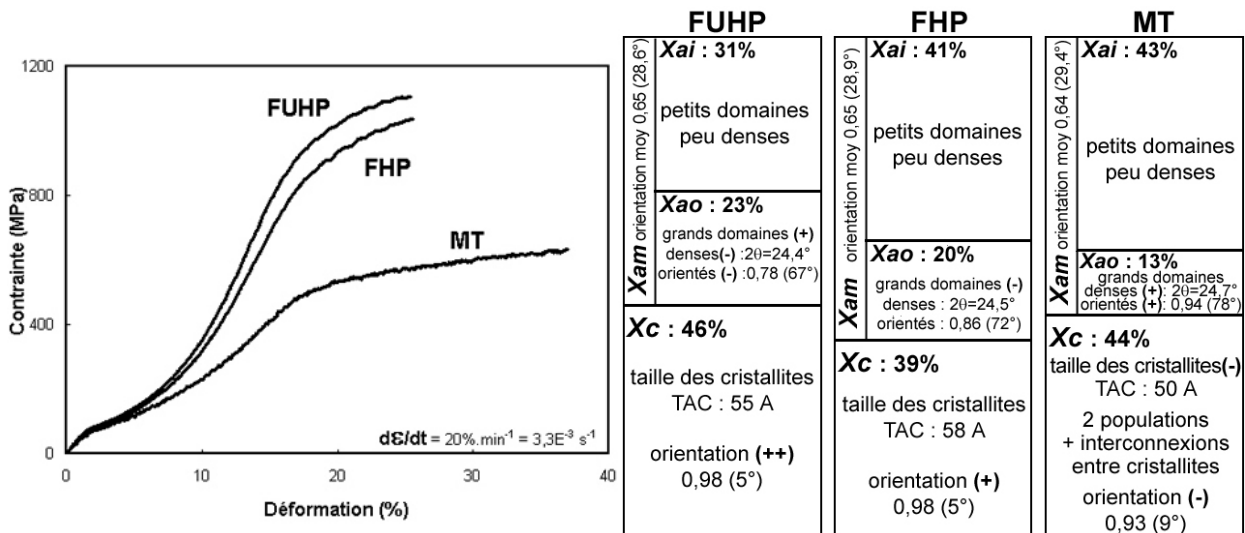 1200
800
400
0
0
10
20
30
40
Contrainte (MPa)
Déformation (%)
FUHP
FHP
MT
dƐ/dt = 20%.min⁻¹ = 3,3E⁻³ s⁻¹
FUHP
Xam orientation moy 0,65 (28,6°)
Xai : 31%
petits domaines
peu denses
Xao : 23%
grands domaines (+)
denses(-) :2θ=24,4°
orientés (-) :0,78 (67°)
Xc : 46%
taille des cristallites
TAC : 55 A
orientation (++)
0,98 (5°)
FHP
Xam orientation moy 0,65 (28,9°)
Xai : 41%
petits domaines
peu denses
Xao : 20%
grands domaines (-)
denses : 2θ=24,5°
orientés : 0,86 (72°)
Xc : 39%
taille des cristallites
TAC : 58 A
orientation (+)
0,98 (5°)
MT
Xam orientation moy 0,64 (29,4°)
Xai : 43%
petits domaines
peu denses
Xao : 13%
grands domaines
denses (+): 2θ=24,7°
orientés (+): 0,94 (78°)
Xc : 44%
taille des cristallites(-)
TAC : 50 A
2 populations
+ interconnexions
entre cristallites
orientation (-)
0,93 (9°)